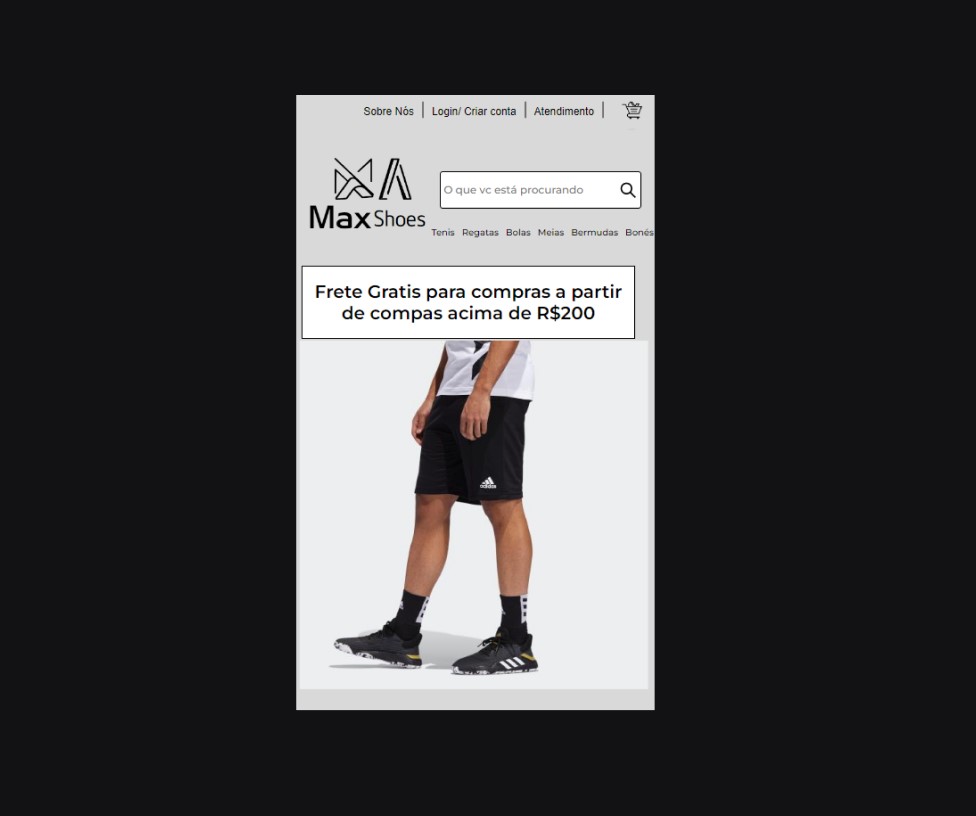 Sobre Nós | Login/ Criar conta | Atendimento |
O que vc está procurando
Max Shoes
Tenis Regatas Bolas Meias Bermudas Bonés
Frete Gratis para compras a partir
de compas acima de R$200
adidas